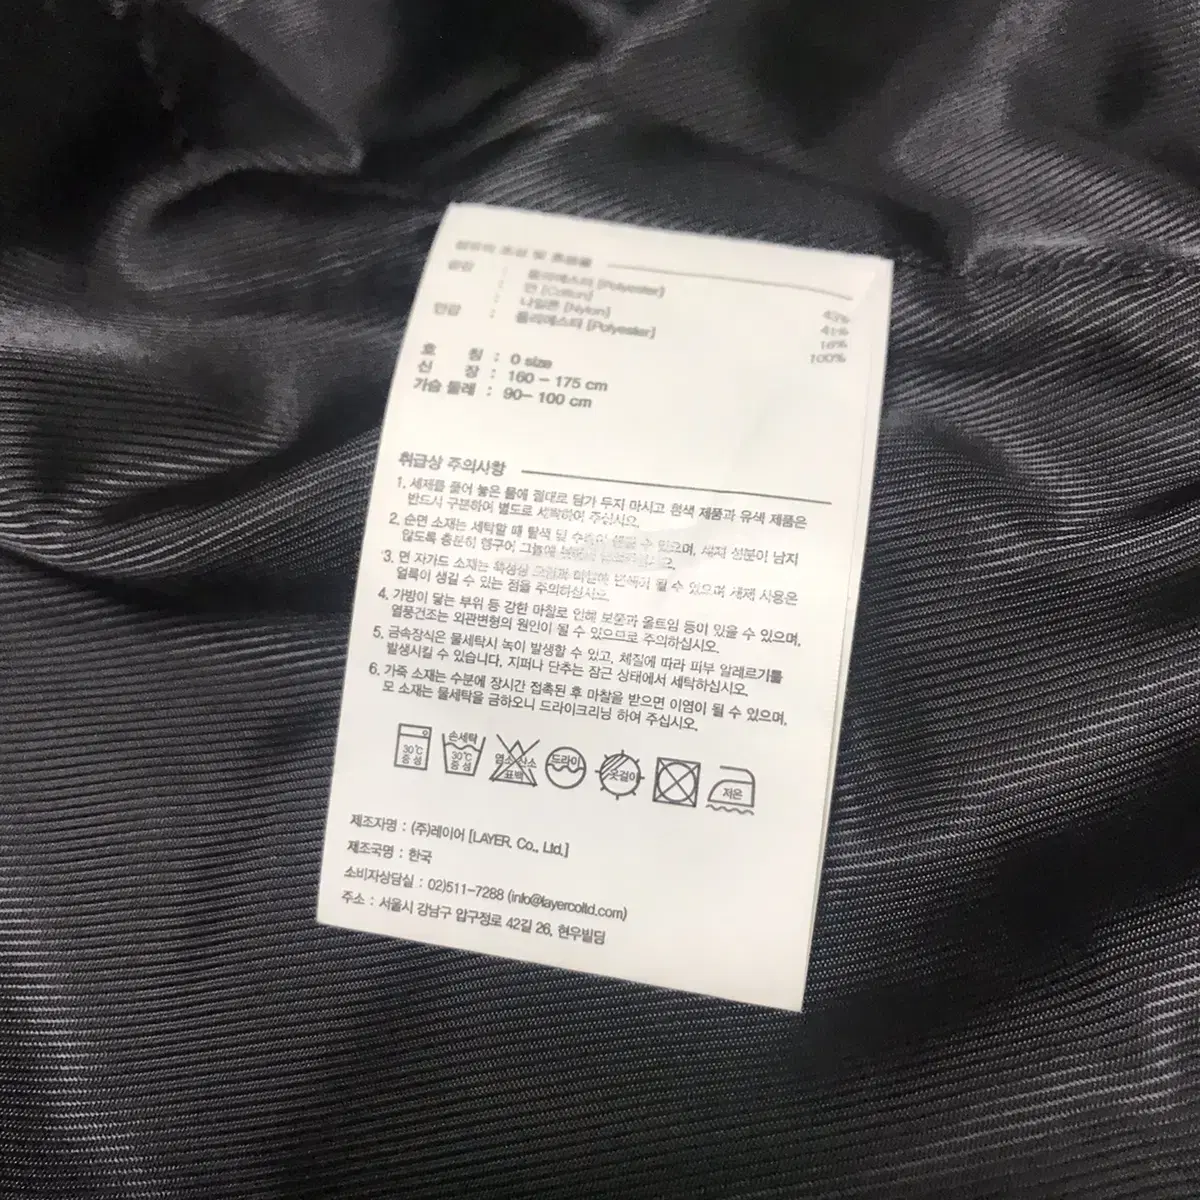 섬유의 조성 및 혼용율
겉감 : 폴리에스터 [Polyester] 43%
면 [Cotton] 41%
: 나일론 [Nylon] 16%
안감 : 폴리에스터 [Polyester] 100%
호 칭 : 0 size
신 장 : 160 - 175 cm
가슴 둘레 : 90- 100 cm
취급상 주의사항
1. 세제를 풀어 놓은 물에 절대로 담가 두지 마시고 흰색 제품과 유색 제품은
반드시 구분하여 별도로 세탁하여 주십시오.
2. 순면 소재는 세탁할 때 탈색 및 수축이 생길 수 있으며, 세제 성분이 남지
않도록 충분히 헹구어 그늘에
3. 면 자가드 소재는 될 수 있으며 세제 사용은
얼룩이 생길 수 있는 점을 주의하십시오.
4. 가방이 닿는 부위 등 강한 마찰로 인해 보풀과 올트임 등이 있을 수 있으며,
열풍건조는 외관변형의 원인이 될 수 있으므로 주의하십시오.
5. 금속장식은 물세탁시 녹이 발생할 수 있고, 체질에 따라 피부 알레르기를
발생시킬 수 있습니다. 지퍼나 단추는 잠근 상태에서 세탁하십시오.
6. 가죽 소재는 수분에 장시간 접촉된 후 마찰을 받으면 이염이 될 수 있으며,
모 소재는 물세탁을 금하오니 드라이크리닝 하여 주십시오.
30℃ 중성 손세탁 30℃ 중성 염소 산소 표백 드라이 옷걸이 저온
제조자명 : (주)레이어 [LAYER. Co., Ltd.]
제조국명 : 한국
소비자상담실 : 02)511-7288 (info@layercoltd.com)
주소 : 서울시 강남구 압구정로 42길 26, 현우빌딩